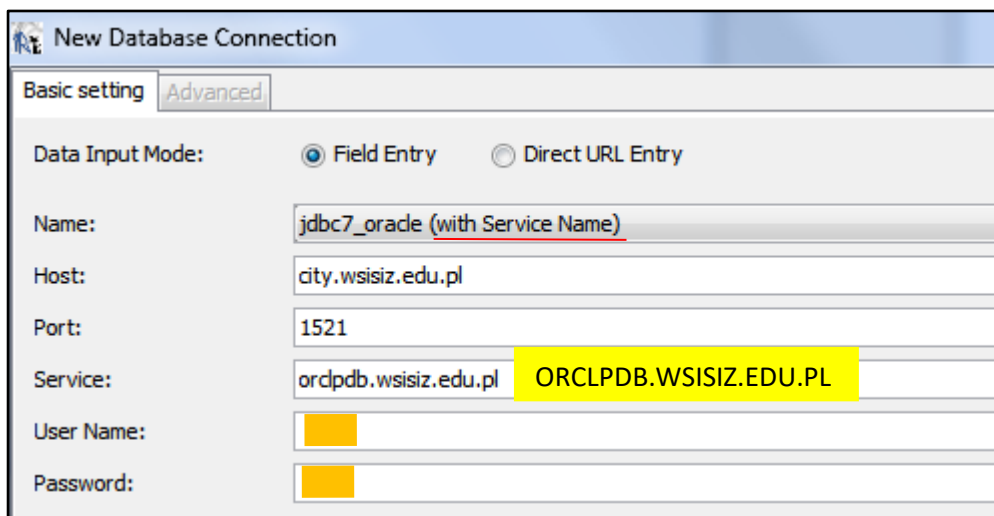 New Database Connection
Basic setting Advanced
Data Input Mode: Field Entry Direct URL Entry
Name: jdbc7_oracle (with Service Name)
Host: city.wsisiz.edu.pl
Port: 1521
Service: orclpdb.wsisiz.edu.pl ORCLPDB.WSISIZ.EDU.PL
User Name:
Password: